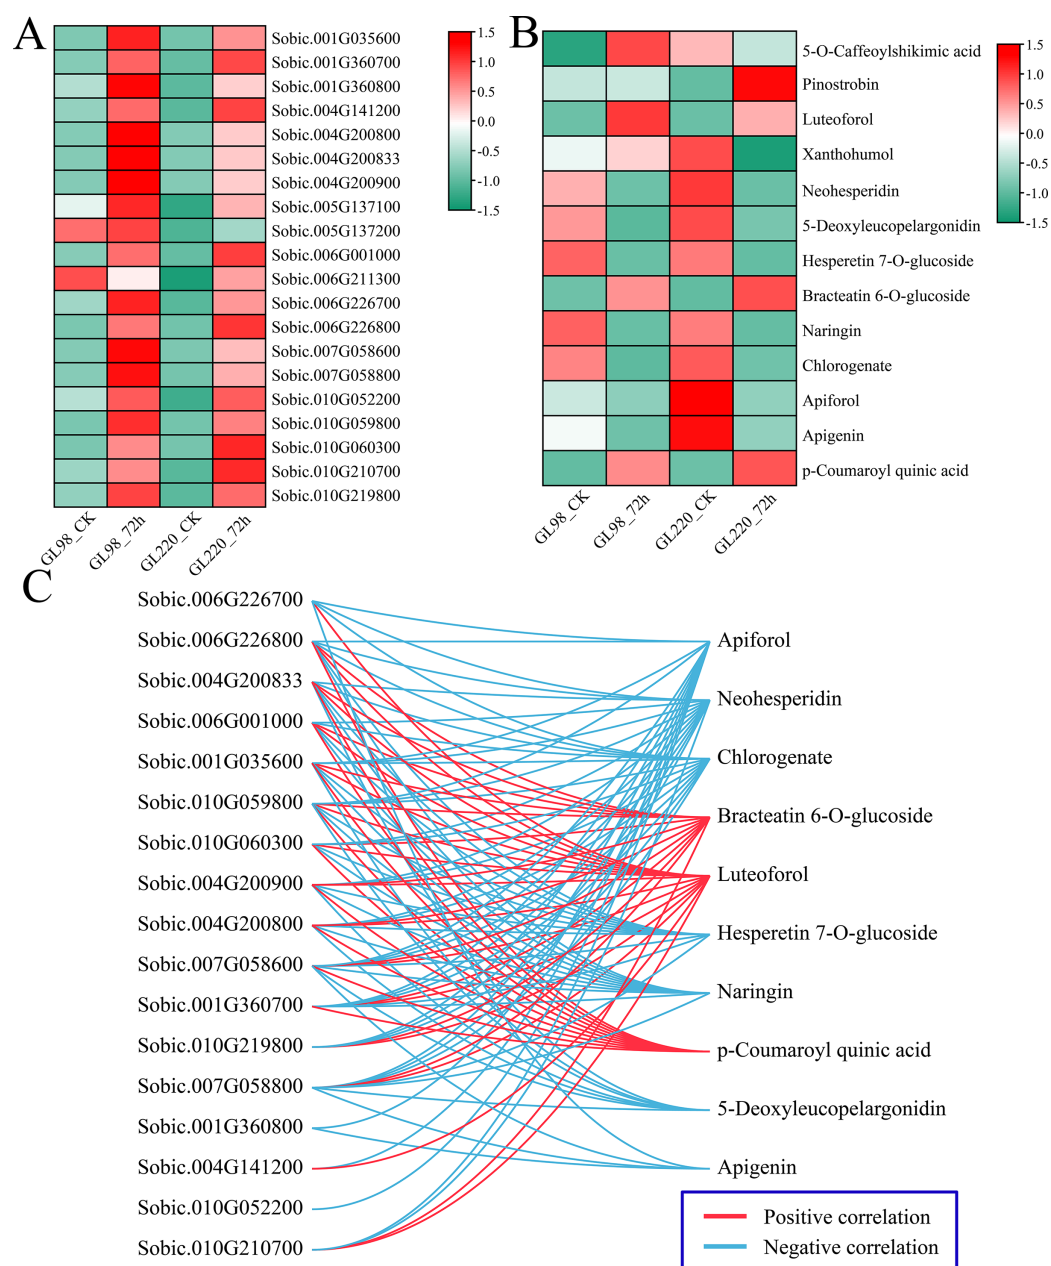 A
Sobic.001G035600
Sobic.001G360700
Sobic.001G360800
Sobic.004G141200
Sobic.004G200800
Sobic.004G200833
Sobic.004G200900
Sobic.005G137100
Sobic.005G137200
Sobic.006G001000
Sobic.006G211300
Sobic.006G226700
Sobic.006G226800
Sobic.007G058600
Sobic.007G058800
Sobic.010G052200
Sobic.010G059800
Sobic.010G060300
Sobic.010G210700
Sobic.010G219800
GL98_CK
GL98_72h
GL220_CK
GL220_72h
1.5
1.0
0.5
0.0
-0.5
-1.0
-1.5
B
5-O-Caffeoylshikimic acid
Pinostrobin
Luteoforol
Xanthohumol
Neohesperidin
5-Deoxyleucopelargonidin
Hesperetin 7-O-glucoside
Bracteatin 6-O-glucoside
Naringin
Chlorogenate
Apiforol
Apigenin
p-Coumaroyl quinic acid
GL98_CK
GL98_72h
GL220_CK
GL220_72h
1.5
1.0
0.5
0.0
-0.5
-1.0
-1.5
C
Sobic.006G226700
Sobic.006G226800
Sobic.004G200833
Sobic.006G001000
Sobic.001G035600
Sobic.010G059800
Sobic.010G060300
Sobic.004G200900
Sobic.004G200800
Sobic.007G058600
Sobic.001G360700
Sobic.010G219800
Sobic.007G058800
Sobic.001G360800
Sobic.004G141200
Sobic.010G052200
Sobic.010G210700
Apiforol
Neohesperidin
Chlorogenate
Bracteatin 6-O-glucoside
Luteoforol
Hesperetin 7-O-glucoside
Naringin
p-Coumaroyl quinic acid
5-Deoxyleucopelargonidin
Apigenin
Positive correlation
Negative correlation